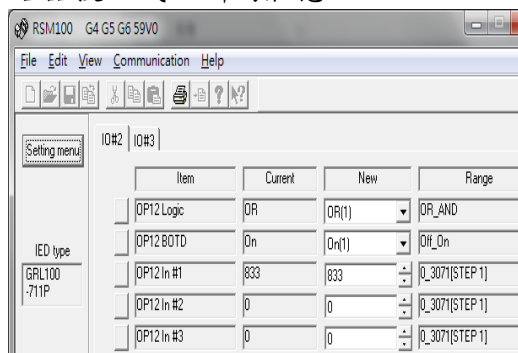 RSM100 G4 G5 G6 59V0
File Edit View Communication Help
Setting menu
IO#2 IO#3
Item Current New Range
OP12 Logic OR OR(1) OR_AND
OP12 BOTD On On(1) Off_On
IED type
GRL100
-711P
OP12 In #1 833 833 0_3071[STEP 1]
OP12 In #2 0 0 0_3071[STEP 1]
OP12 In #3 0 0 0_3071[STEP 1]